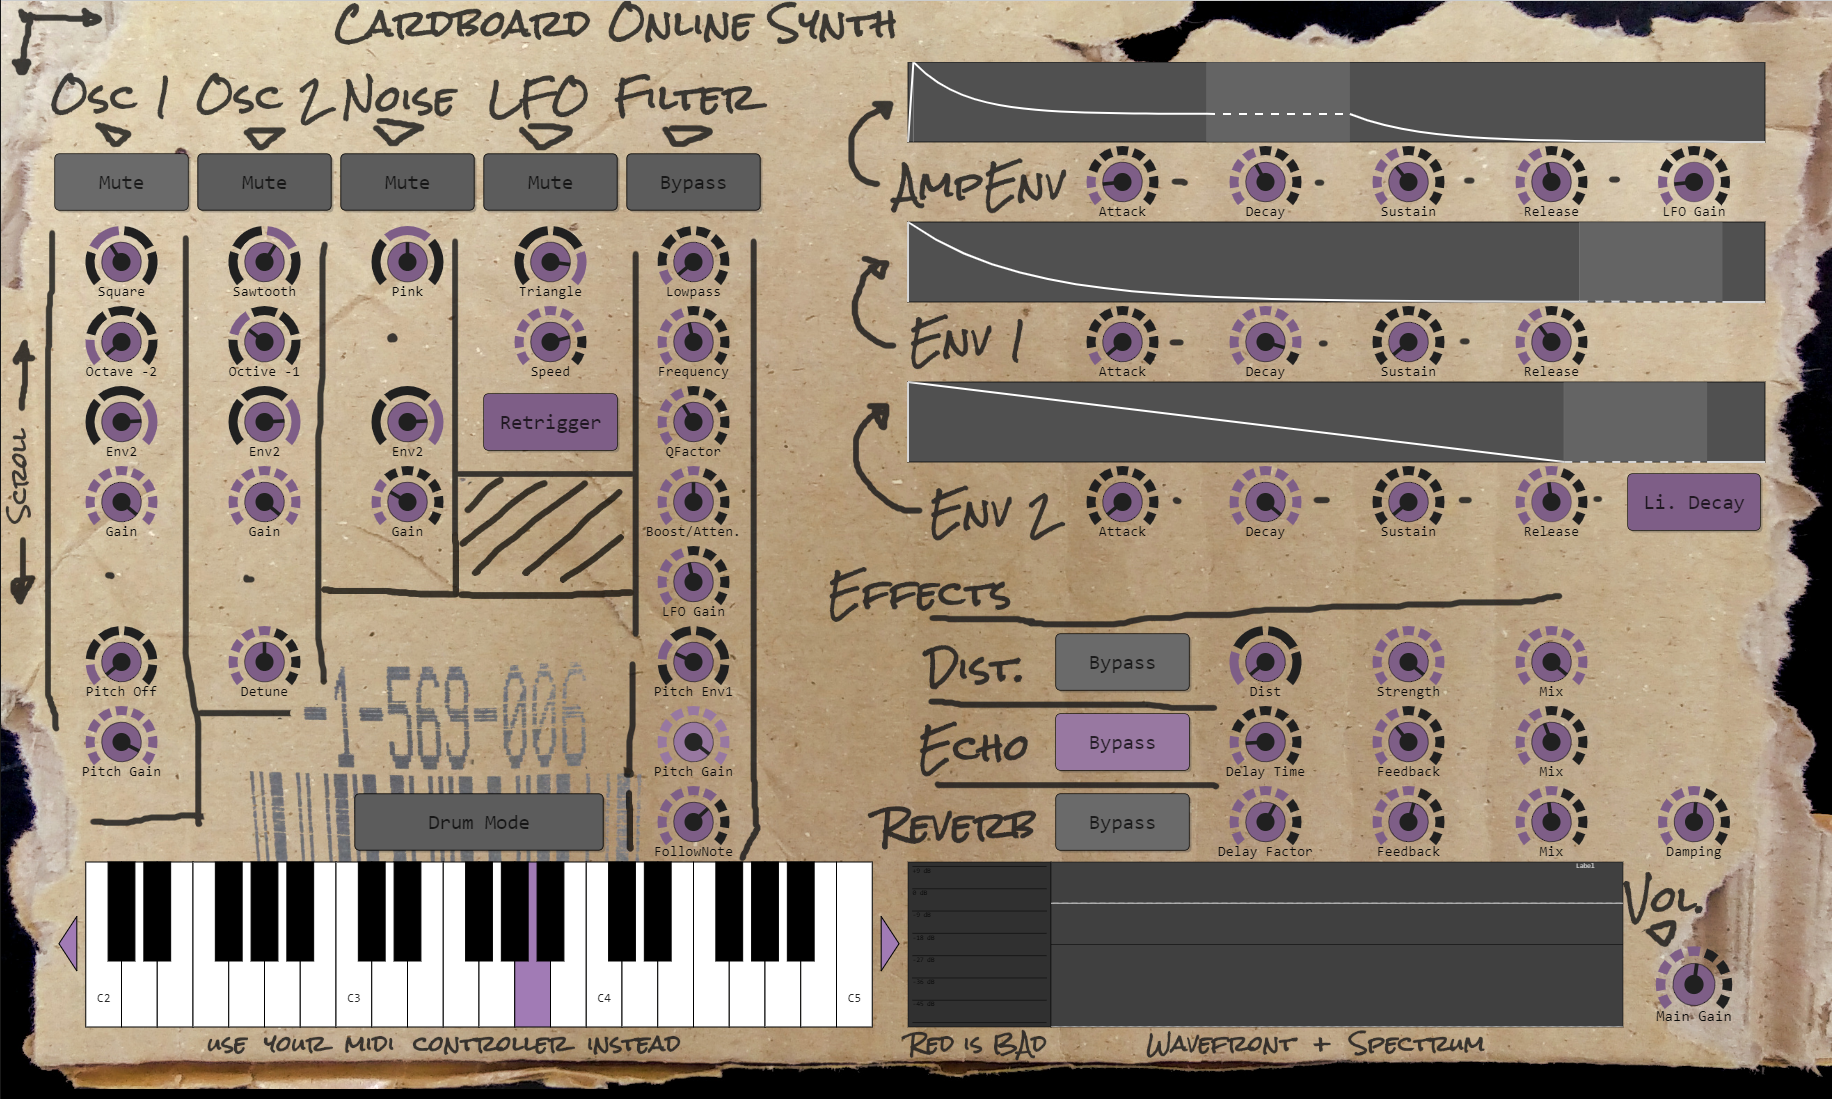 CARDBOARD ONLINE SYNTH
OSC 1 OSC 2 NOISE LFO FILTER
Mute Mute Mute Mute Bypass
Square Sawtooth Pink Triangle Lowpass
Octave -2 Octive -1 Speed Frequency
Env2 Env2 Env2 Retrigger QFactor
Gain Gain Gain Boost/Atten.
LFO Gain
Pitch Off Detune Pitch Env1
Pitch Gain Pitch Gain
FollowNote
SCROLL
-1-569-006
Drum Mode
C2 C3 C4 C5
USE YOUR MIDI CONTROLLER INSTEAD
AMPENV
Attack Decay Sustain Release LFO Gain
ENV 1
Attack Decay Sustain Release
ENV 2
Attack Decay Sustain Release Li. Decay
EFFECTS
DIST. Bypass Dist Strength Mix
ECHO Bypass Delay Time Feedback Mix
REVERB Bypass Delay Factor Feedback Mix Damping
Label
VOL.
Main Gain
RED IS BAD WAVEFRONT + SPECTRUM